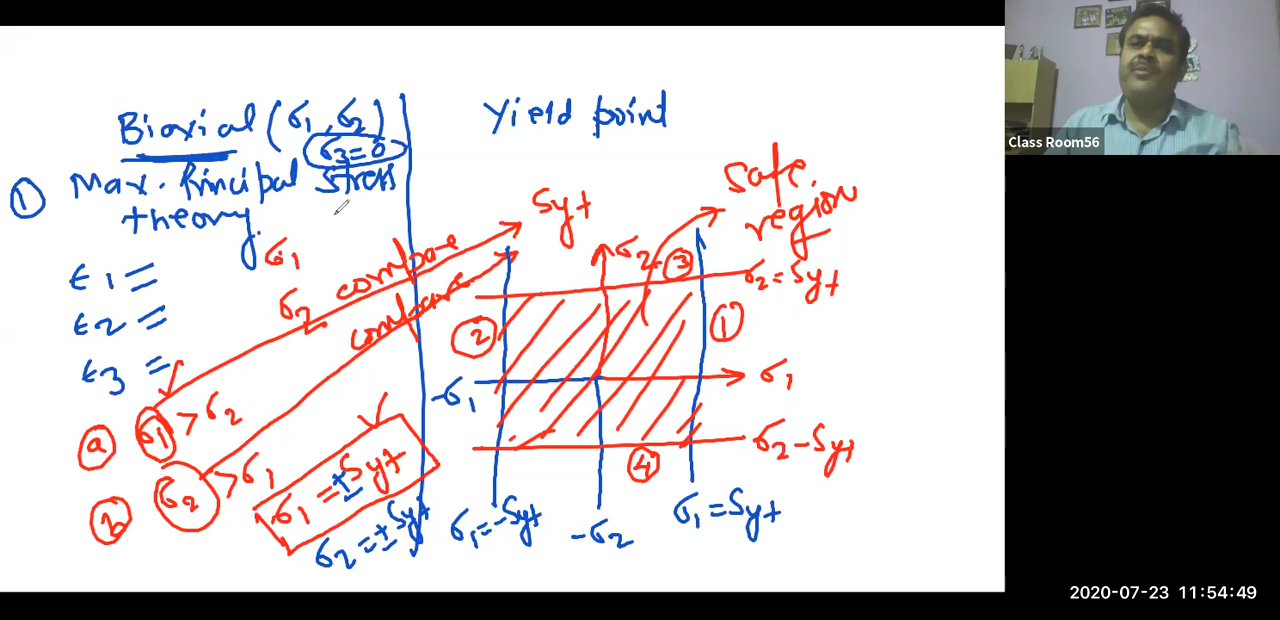 Biaxial (σ1, σ2)
σ3 = 0
Yield point
① Max. Principal stress
theory.
σ1
σ2
compare
compare
Syt
safe
region
ε1 =
ε2 =
ε3 =
ⓐ σ1 > σ2
ⓑ σ2 > σ1
σ1 = ± Syt
σ2 = ± Syt
σ2
③
σ2 = Syt
②
①
-σ1
σ1
④
σ2 - Syt
σ1 = -Syt
-σ2
σ1 = Syt
Class Room56
2020-07-23 11:54:49